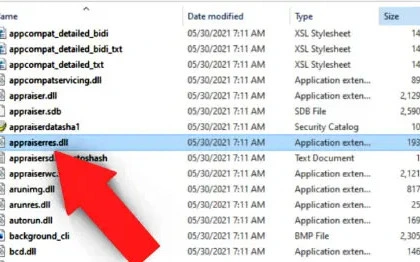 Name Date modified Type Size
appcompat_detailed_bidi 05/30/2021 7:11 AM XSL Stylesheet 14
appcompat_detailed_bidi_txt 05/30/2021 7:11 AM XSL Stylesheet 14
appcompat_detailed_txt 05/30/2021 7:11 AM XSL Stylesheet 14
appcompatservicing.dll 05/30/2021 7:11 AM Application exten... 89
appraiser.dll 05/30/2021 7:11 AM Application exten... 2,129
appraiser.sdb 05/30/2021 7:11 AM SDB File 2,590
appraiserdatasha1 05/30/2021 7:11 AM Security Catalog 10
appraiserres.dll 05/30/2021 7:11 AM Application exten... 193
05/30/2021 7:11 AM Text Document 1
appraiserwc.dll 05/30/2021 7:11 AM Application exten... 2,121
arunimg.dll 05/30/2021 7:11 AM Application exten... 817
arunres.dll 05/30/2021 7:11 AM Application exten... 25
autorun.dll 05/30/2021 7:11 AM Application exten... 169
background_cli 05/30/2021 7:11 AM BMP File 2,305
bcd.dll 05/30/2021 7:11 AM Application exten... 146